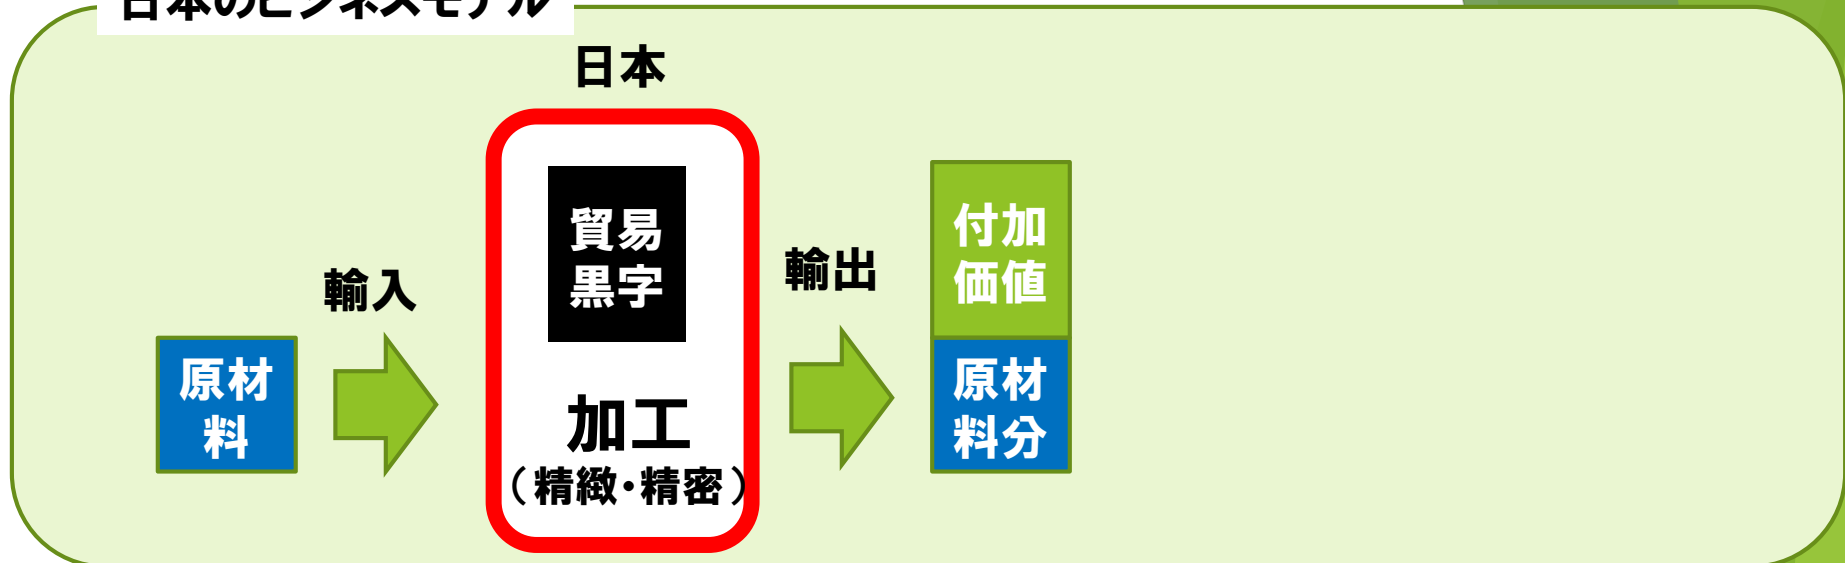 日本のビジネスモデル
日本
貿易
黒字
付加
価値
輸入
輸出
原材
料
加工
（精緻・精密）
原材
料分